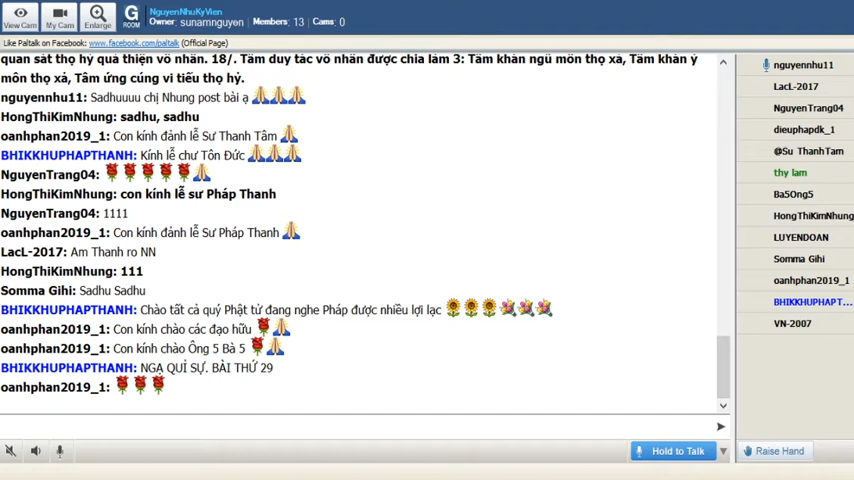 NguyenNhuKyVien
Owner: sunamnguyen Members: 13 Cams: 0
View Cam My Cam Enlarge G ROOM
Like Paltalk on Facebook: www.facebook.com/paltalk (Official Page)
quan sát thọ hỷ quả thiện vô nhân. 18/. Tâm duy tác vô nhân được chia làm 3: Tâm khán ngũ môn thọ xả, Tâm khán ý
môn thọ xả, Tâm ứng cúng vi tiếu thọ hỷ.
nguyennhu11: Sadhuuuu chị Nhung post bài ạ
HongThiKimNhung: sadhu, sadhu
oanhphan2019_1: Con kính đảnh lễ Sư Thanh Tâm
BHIKKHUPHAPTHANH: Kính lễ chư Tôn Đức
NguyenTrang04:
HongThiKimNhung: con kính lễ sư Pháp Thanh
NguyenTrang04: 1111
oanhphan2019_1: Con kính đảnh lễ Sư Pháp Thanh
LacL-2017: Am Thanh ro NN
HongThiKimNhung: 111
Somma Gihi: Sadhu Sadhu
BHIKKHUPHAPTHANH: Chào tất cả quý Phật tử đang nghe Pháp được nhiều lợi lạc
oanhphan2019_1: Con kính chào các đạo hữu
oanhphan2019_1: Con kính chào Ông 5 Bà 5
BHIKKHUPHAPTHANH: NGẠ QUỈ SỰ. BÀI THỨ 29
oanhphan2019_1:
nguyennhu11
LacL-2017
NguyenTrang04
dieuphapdk_1
@Su ThanhTam
thy lam
Ba5Ong5
HongThiKimNhung
LUYENDOAN
Somma Gihi
oanhphan2019_1
BHIKKHUPHAPT...
VN-2007
Hold to Talk
Raise Hand